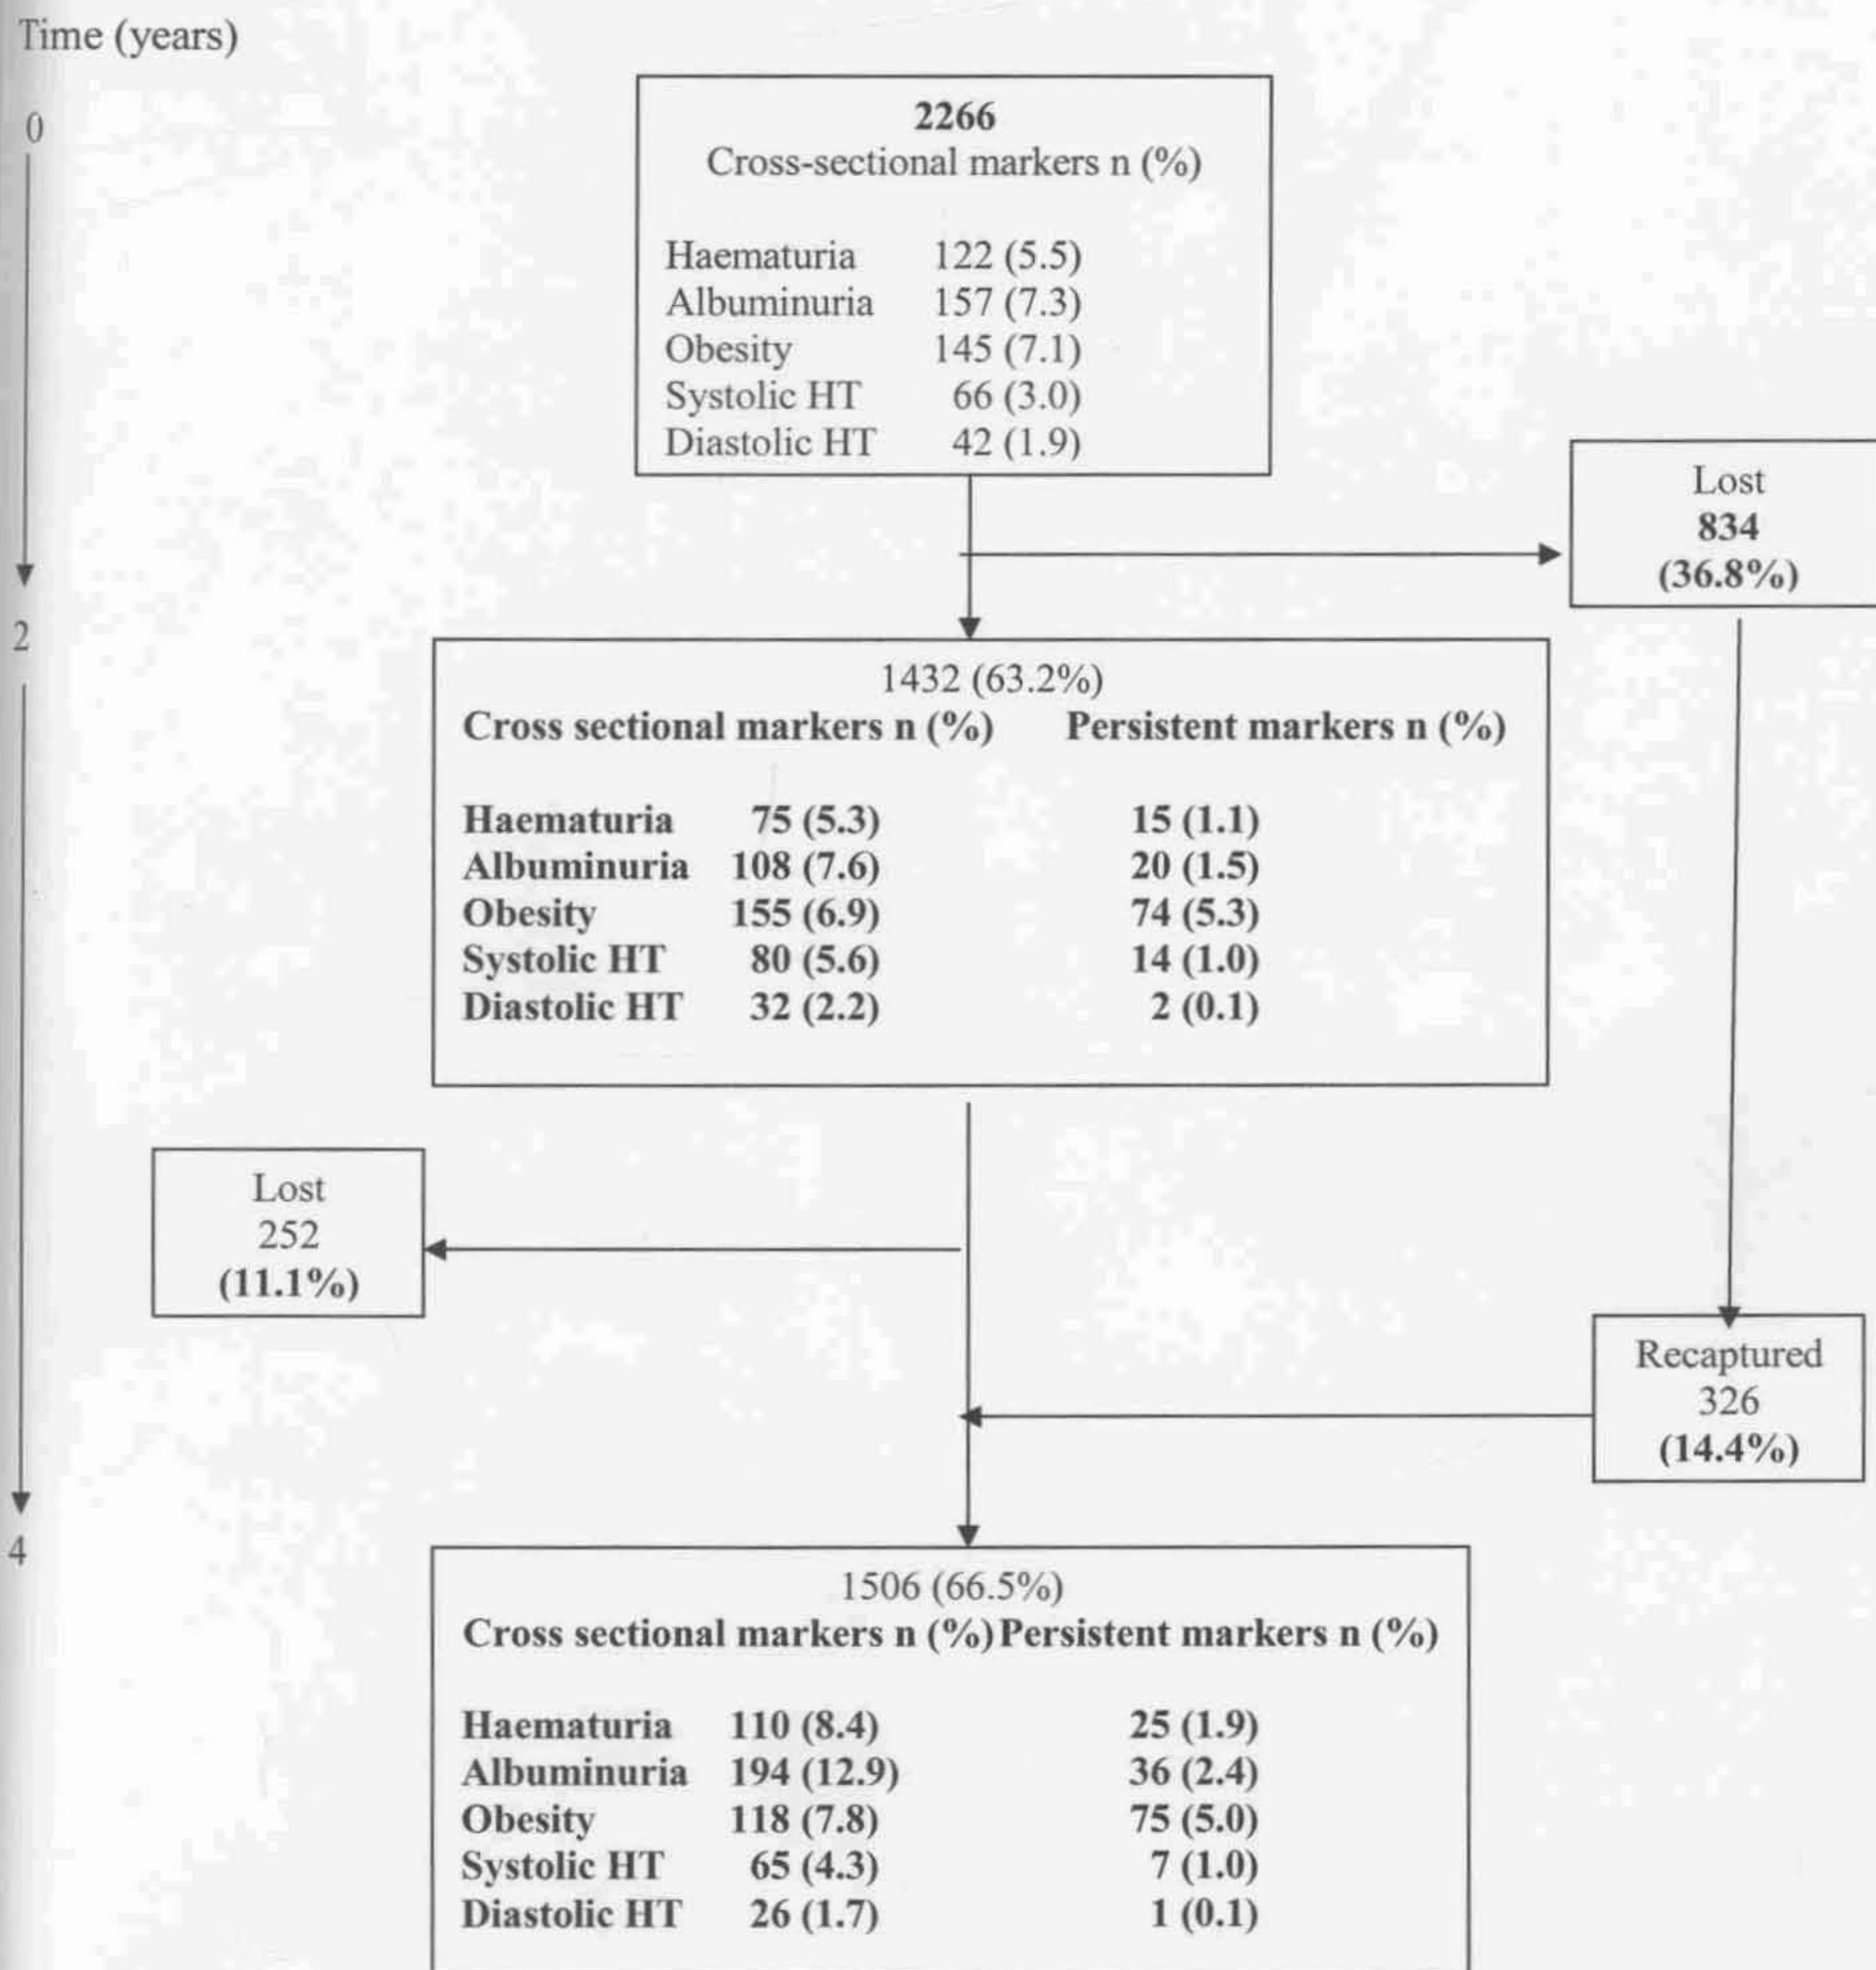 Time (years)
0
2266
Cross-sectional markers n (%)
Haematuria 122 (5.5)
Albuminuria 157 (7.3)
Obesity 145 (7.1)
Systolic HT 66 (3.0)
Diastolic HT 42 (1.9)
Lost
834
(36.8%)
2
1432 (63.2%)
Cross sectional markers n (%) Persistent markers n (%)
Haematuria 75 (5.3) 15 (1.1)
Albuminuria 108 (7.6) 20 (1.5)
Obesity 155 (6.9) 74 (5.3)
Systolic HT 80 (5.6) 14 (1.0)
Diastolic HT 32 (2.2) 2 (0.1)
Lost
252
(11.1%)
Recaptured
326
(14.4%)
4
1506 (66.5%)
Cross sectional markers n (%) Persistent markers n (%)
Haematuria 110 (8.4) 25 (1.9)
Albuminuria 194 (12.9) 36 (2.4)
Obesity 118 (7.8) 75 (5.0)
Systolic HT 65 (4.3) 7 (1.0)
Diastolic HT 26 (1.7) 1 (0.1)